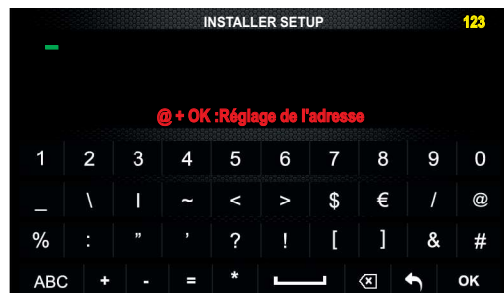 INSTALLER SETUP 123
@ + OK :Réglage de l'adresse
1 2 3 4 5 6 7 8 9 0
_ \ | ~ < > $ € / @
% : " ' ? ! [ ] & #
ABC + - = * OK